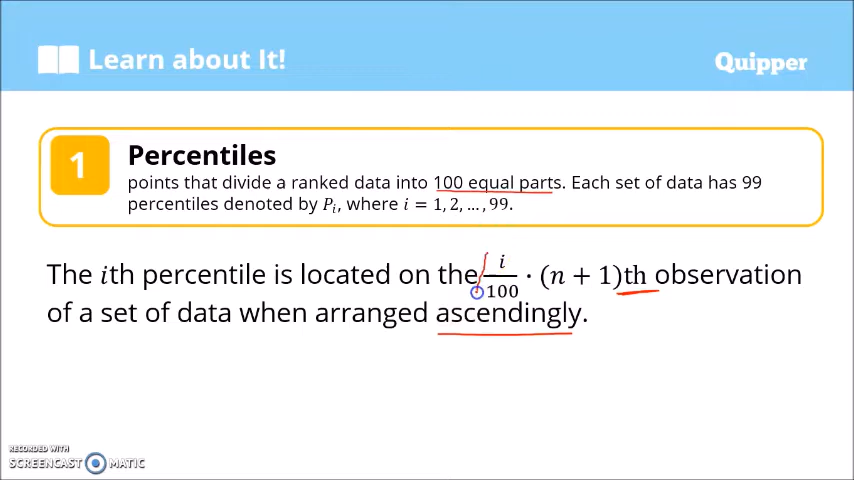 Learn about It!
Quipper
1
Percentiles
points that divide a ranked data into 100 equal parts. Each set of data has 99
percentiles denoted by Pᵢ, where i = 1, 2, …, 99.
The ith percentile is located on the i/100 · (n + 1)th observation
of a set of data when arranged ascendingly.
RECORDED WITH
SCREENCAST MATIC